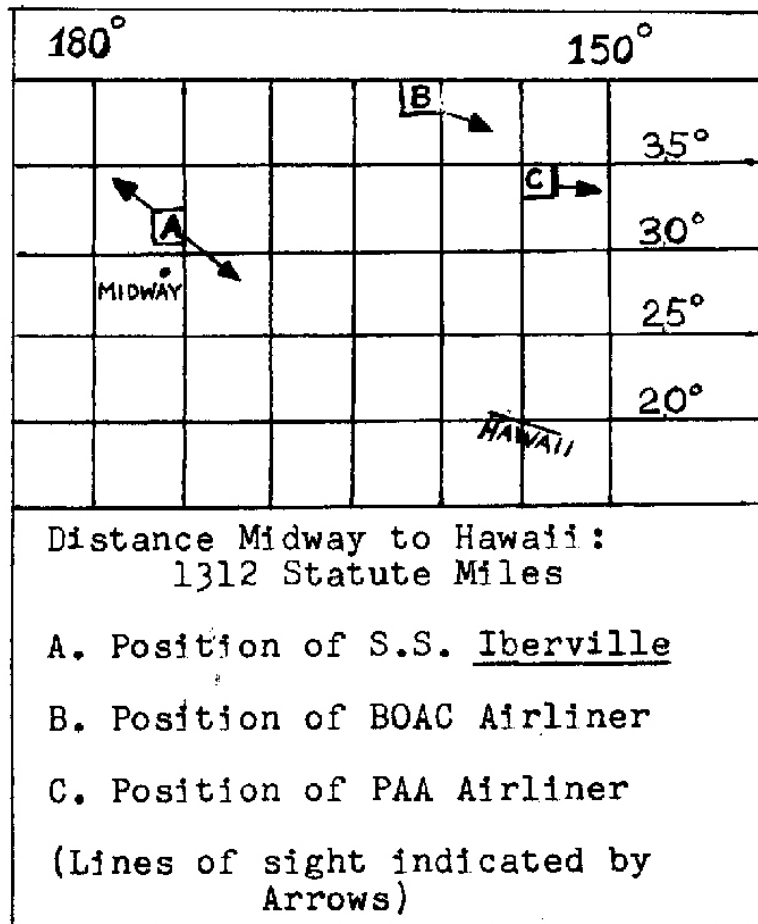 180° 150°
B
35°
C
A
30°
MIDWAY
25°
20°
HAWAII
Distance Midway to Hawaii:
1312 Statute Miles
A. Position of S.S. Iberville
B. Position of BOAC Airliner
C. Position of PAA Airliner
(Lines of sight indicated by
Arrows)